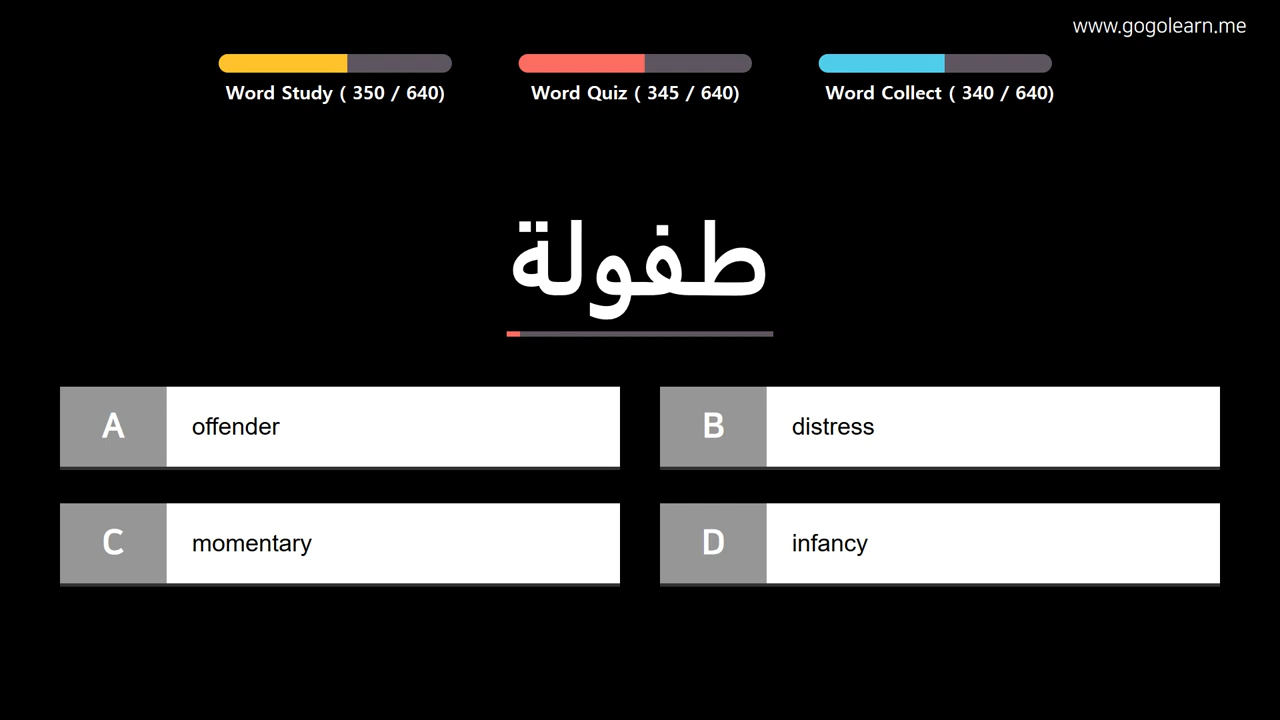 www.gogolearn.me
Word Study ( 350 / 640)
Word Quiz ( 345 / 640)
Word Collect ( 340 / 640)
طفولة
A offender
B distress
C momentary
D infancy